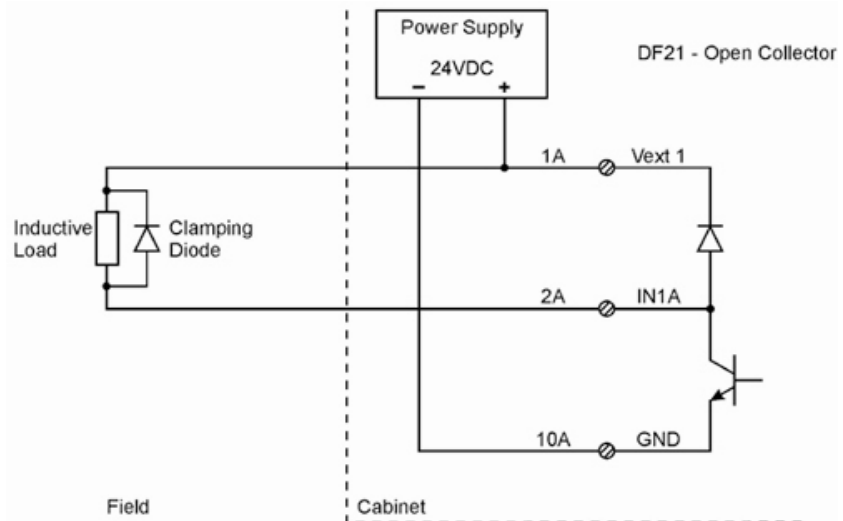 Power Supply
24VDC
− +
DF21 - Open Collector
1A Vext 1
Inductive Load
Clamping Diode
2A IN1A
10A GND
Field
Cabinet